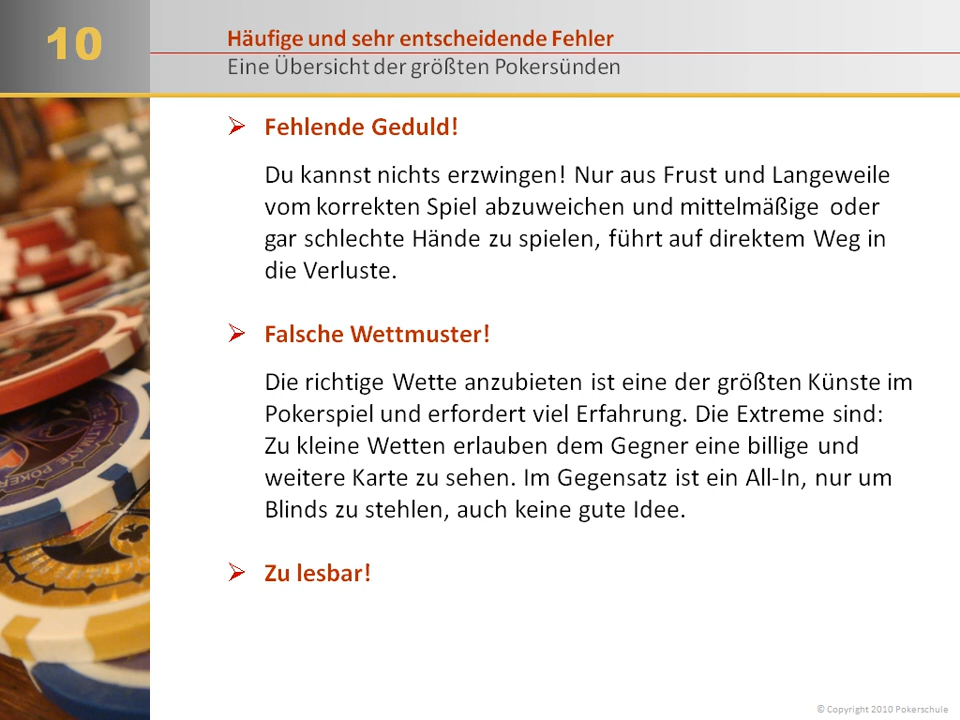 10
Häufige und sehr entscheidende Fehler
Eine Übersicht der größten Pokersünden
Fehlende Geduld!
Du kannst nichts erzwingen! Nur aus Frust und Langeweile
vom korrekten Spiel abzuweichen und mittelmäßige oder
gar schlechte Hände zu spielen, führt auf direktem Weg in
die Verluste.
Falsche Wettmuster!
Die richtige Wette anzubieten ist eine der größten Künste im
Pokerspiel und erfordert viel Erfahrung. Die Extreme sind:
Zu kleine Wetten erlauben dem Gegner eine billige und
weitere Karte zu sehen. Im Gegensatz ist ein All-In, nur um
Blinds zu stehlen, auch keine gute Idee.
Zu lesbar!
© Copyright 2010 Pokerschule